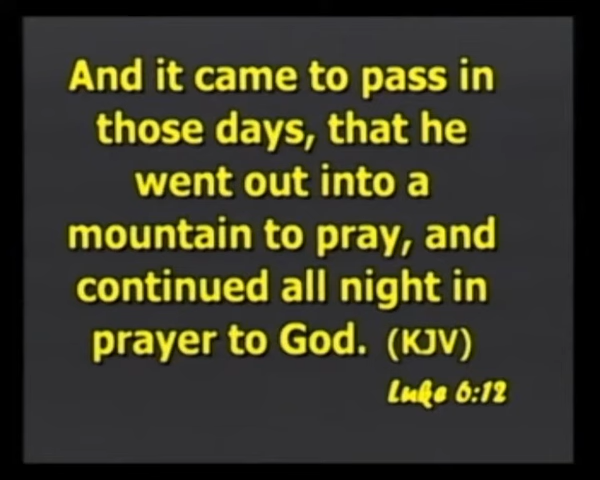 And it came to pass in
those days, that he
went out into a
mountain to pray, and
continued all night in
prayer to God. (KJV)
Luke 6:12